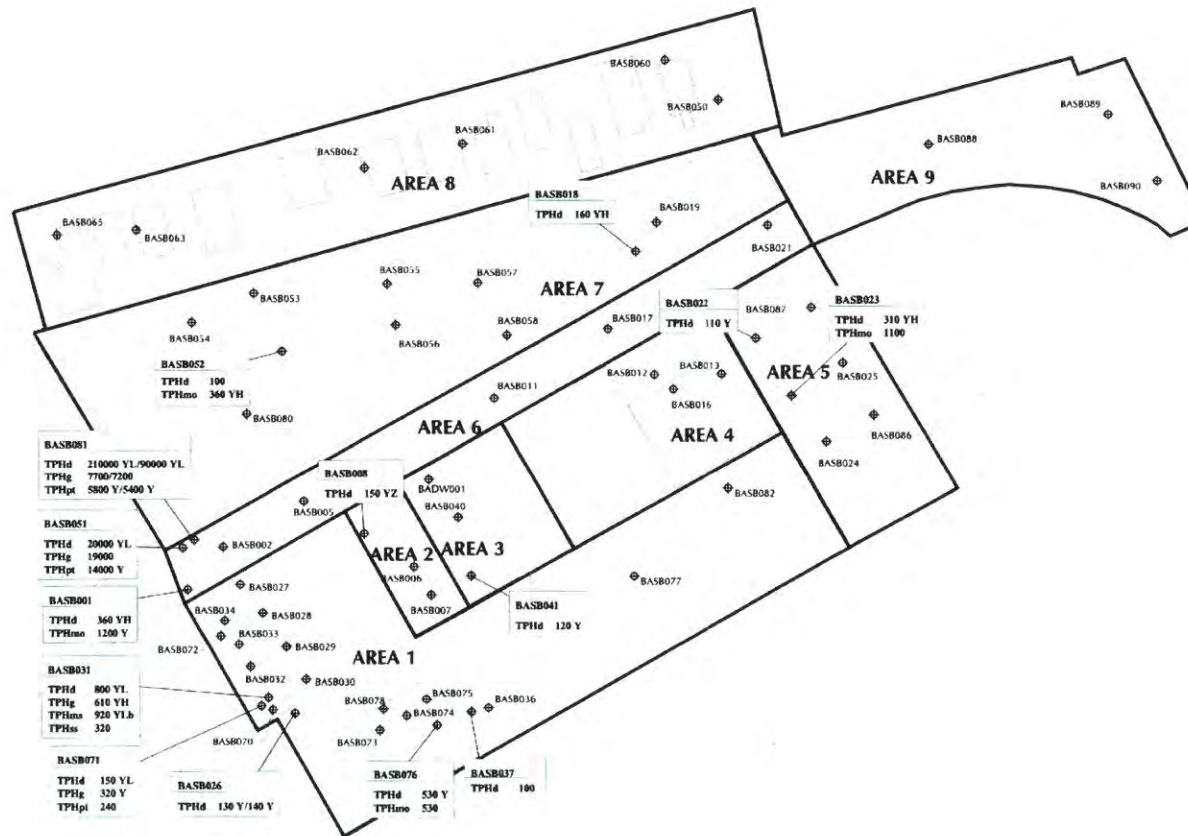 BASB060
BASB050
BASB089
BASB061
BASB088
BASB062
AREA 8
AREA 9
BASB090
BASB018
TPHd 160 YH
BASB065
BASB063
BASB019
BASB021
BASB055
BASB057
AREA 7
BASB053
BASB022
TPHd 110 Y
BASB087
BASB023
TPHd 310 YH
TPHmo 1100
BASB054
BASB056
BASB058
BASB017
BASB052
TPHd 100
TPHmo 360 YH
BASB012
BASB013
AREA 5
BASB025
BASB011
BASB016
BASB080
AREA 6
AREA 4
BASB086
BASB024
BASB081
TPHd 210000 YL/90000 YL
TPHg 7700/7200
TPHpt 5800 Y/5400 Y
BASB008
TPHd 150 YZ
BADW001
BASB082
BASB005
BASB040
BASB051
TPHd 20000 YL
TPHg 19000
TPHpt 14000 Y
BASB002
AREA 2
AREA 3
BASB006
BASB077
BASB027
BASB007
BASB001
TPHd 360 YH
TPHmo 1200 Y
BASB041
TPHd 120 Y
BASB034
BASB028
BASB033
BASB072
BASB029
AREA 1
BASB032
BASB030
BASB031
TPHd 800 YL
TPHg 610 YH
TPHms 920 YLb
TPHss 320
BASB075
BASB036
BASB078
BASB074
BASB070
BASB073
BASB071
TPHd 150 YL
TPHg 320 Y
TPHpt 240
BASB026
TPHd 130 Y/140 Y
BASB076
TPHd 530 Y
TPHmo 530
BASB037
TPHd 100